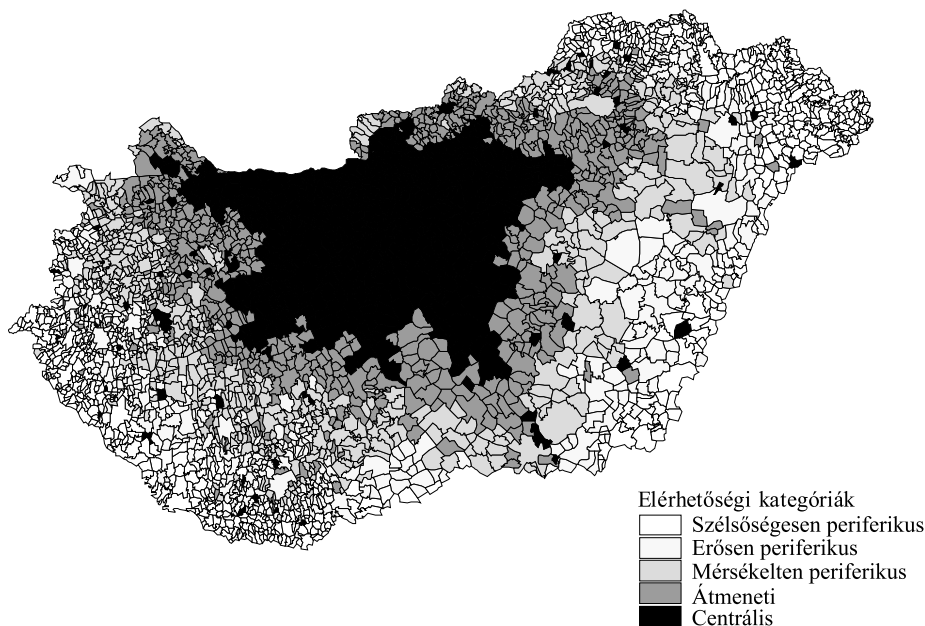 Elérhetőségi kategóriák
Szélsőségesen periferikus
Erősen periferikus
Mérsékelten periferikus
Átmeneti
Centrális